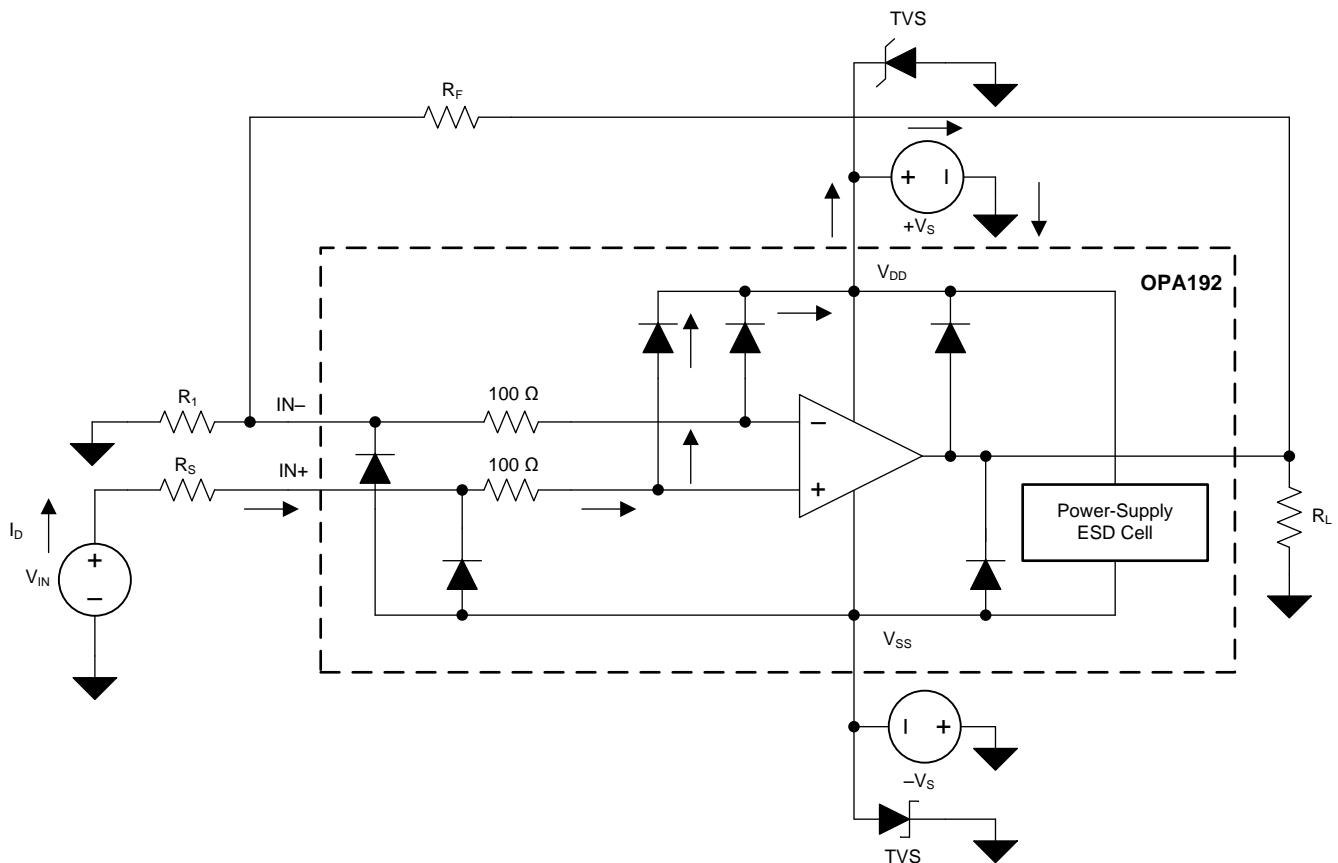 TVS
R_F
+ –
+V_S
V_DD
OPA192
R_1
IN–
100 Ω
–
R_S
IN+
100 Ω
+
Power-Supply
ESD Cell
R_L
I_D
V_IN
+
–
V_SS
– +
–V_S
TVS